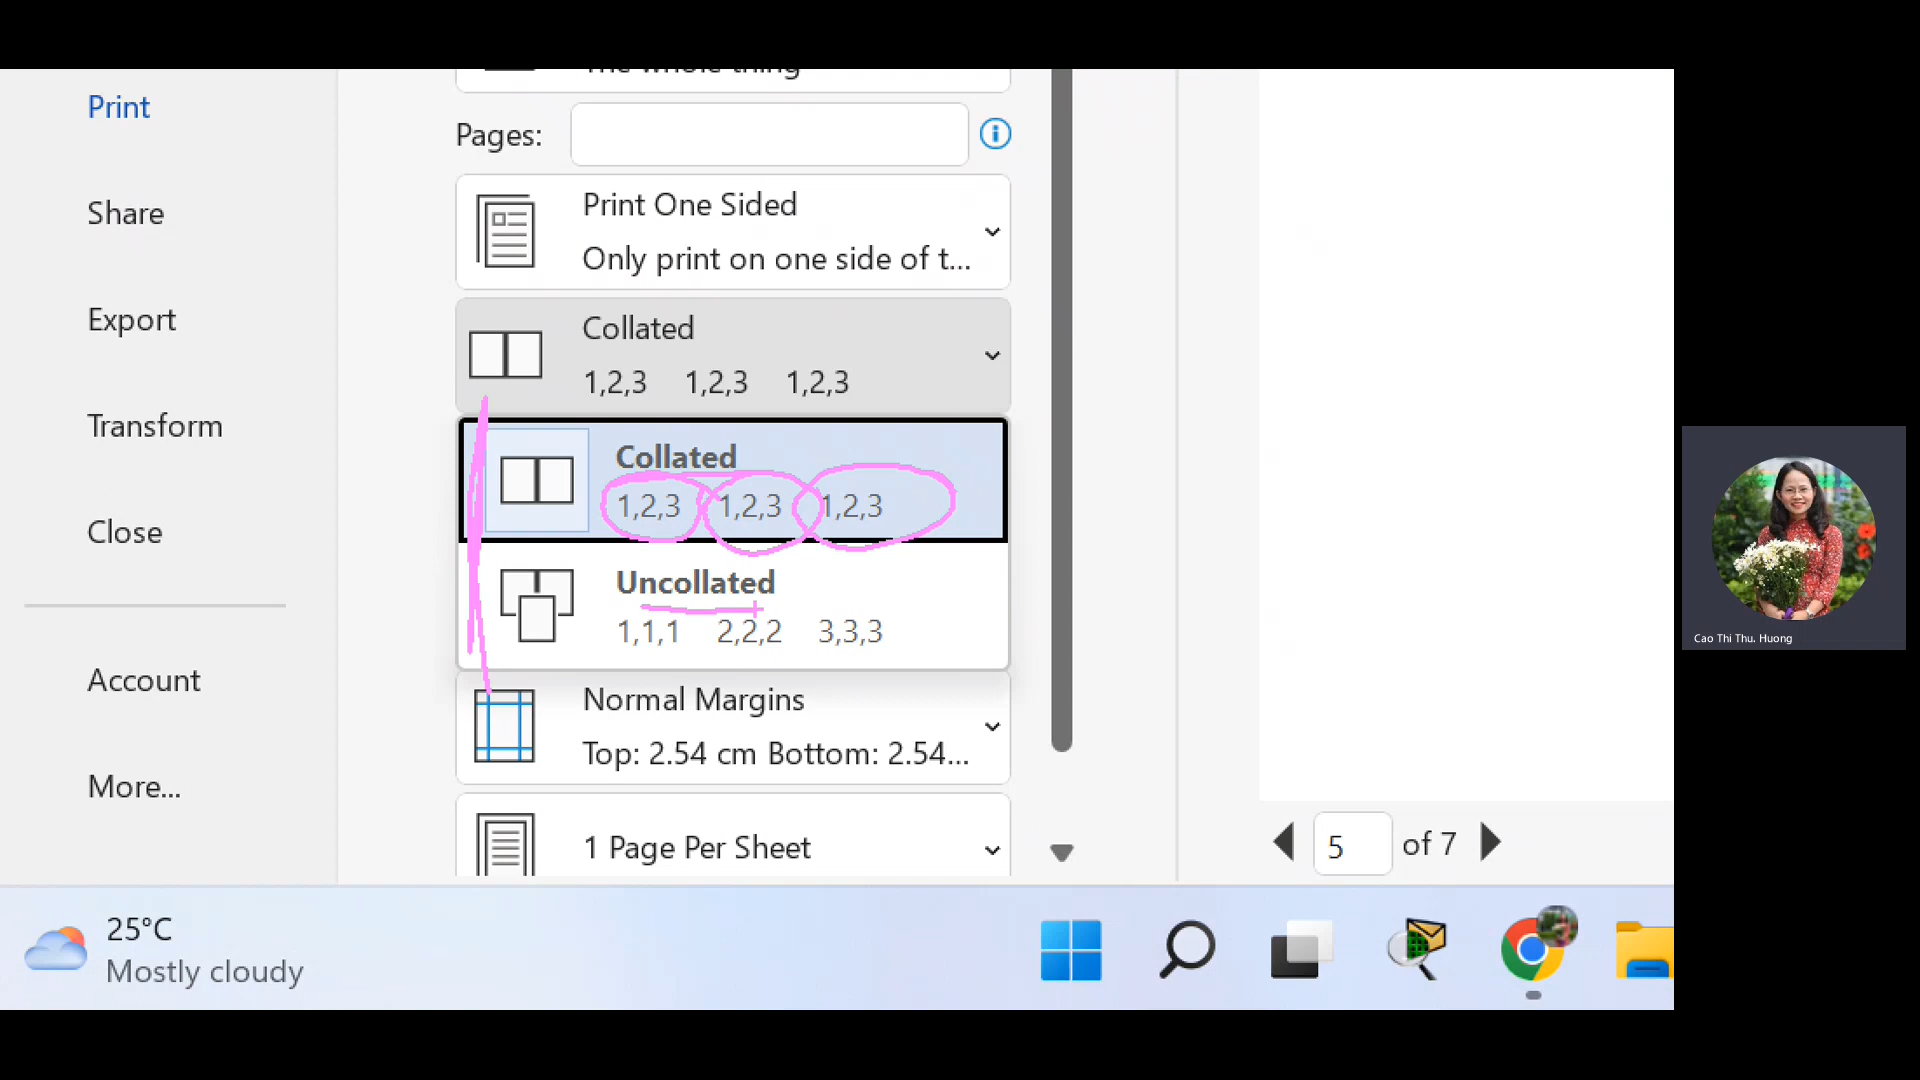 The whole thing
Print
Pages:
Print One Sided
Share
Only print on one side of t...
Export
Collated
1,2,3 1,2,3 1,2,3
Transform
Collated
1,2,3 1,2,3 1,2,3
Close
Uncollated
1,1,1 2,2,2 3,3,3
Cao Thi Thu. Huong
Account
Normal Margins
Top: 2.54 cm Bottom: 2.54...
More...
1 Page Per Sheet
5 of 7
25°C
Mostly cloudy